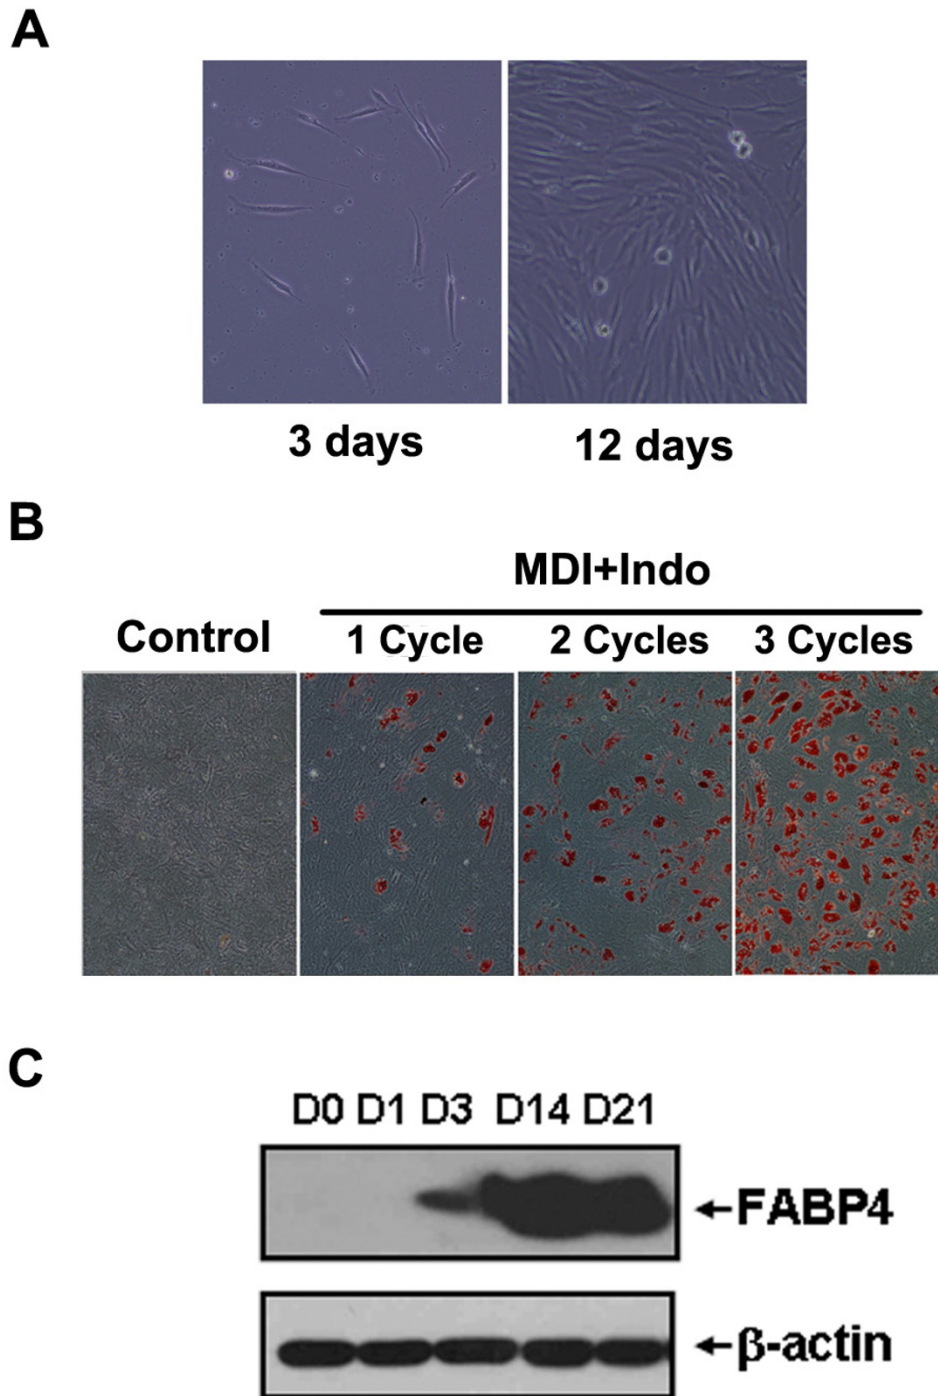 A
3 days 12 days
B
MDI+Indo
Control 1 Cycle 2 Cycles 3 Cycles
C
D0 D1 D3 D14 D21
←FABP4
←β-actin